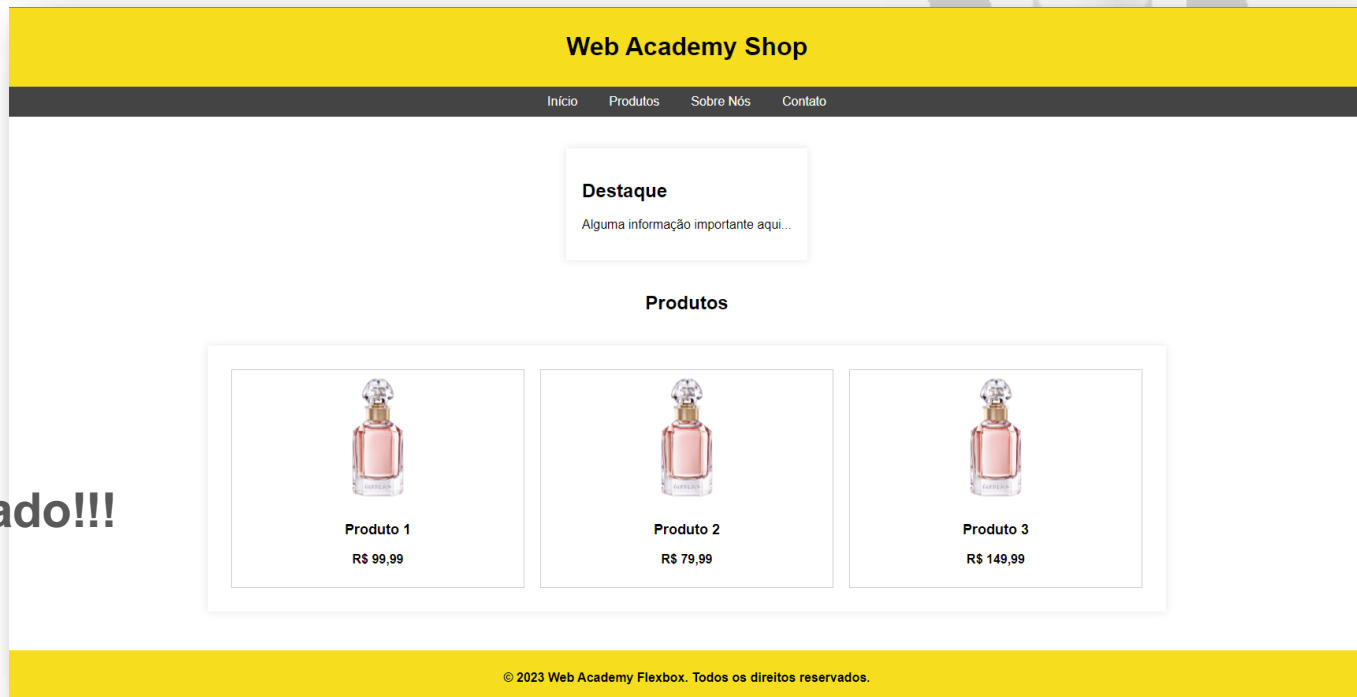 Web Academy Shop
Início Produtos Sobre Nós Contato
Destaque
Alguma informação importante aqui...
Produtos
ado!!!
Produto 1 Produto 2 Produto 3
R$ 99,99 R$ 79,99 R$ 149,99
© 2023 Web Academy Flexbox. Todos os direitos reservados.